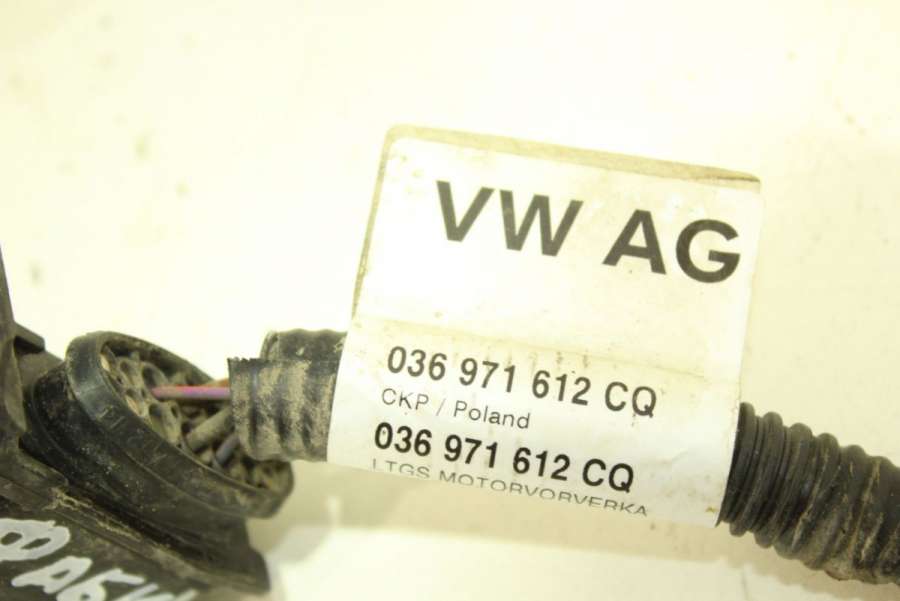 VW AG
036 971 612 CQ
CKP / Poland
036 971 612 CQ
LTGS MOTORVORVERKA